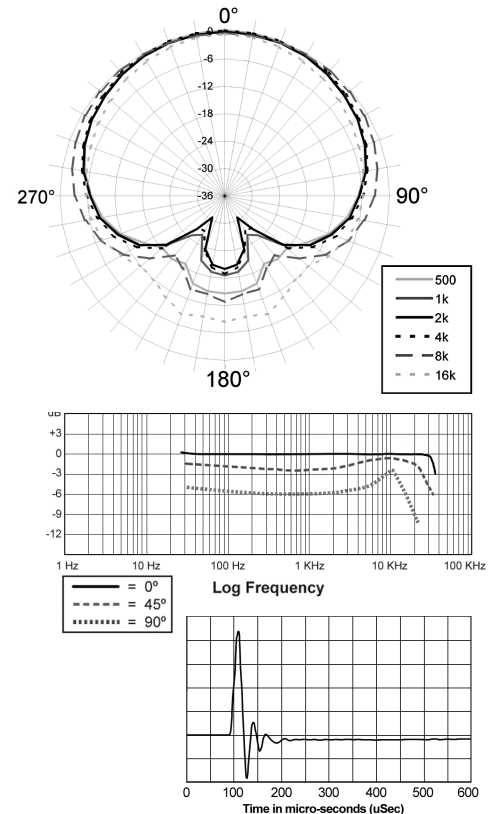 0°
0
-6
-12
-18
-24
-30
-36
270°
90°
180°
500
1k
2k
4k
8k
16k
+3
0
-3
-6
-9
-12
1 Hz
10 Hz
100 Hz
1 KHz
10 KHz
100 KHz
Log Frequency
= 0º
= 45º
= 90º
0
100
200
300
400
500
600
Time in micro-seconds (uSec)